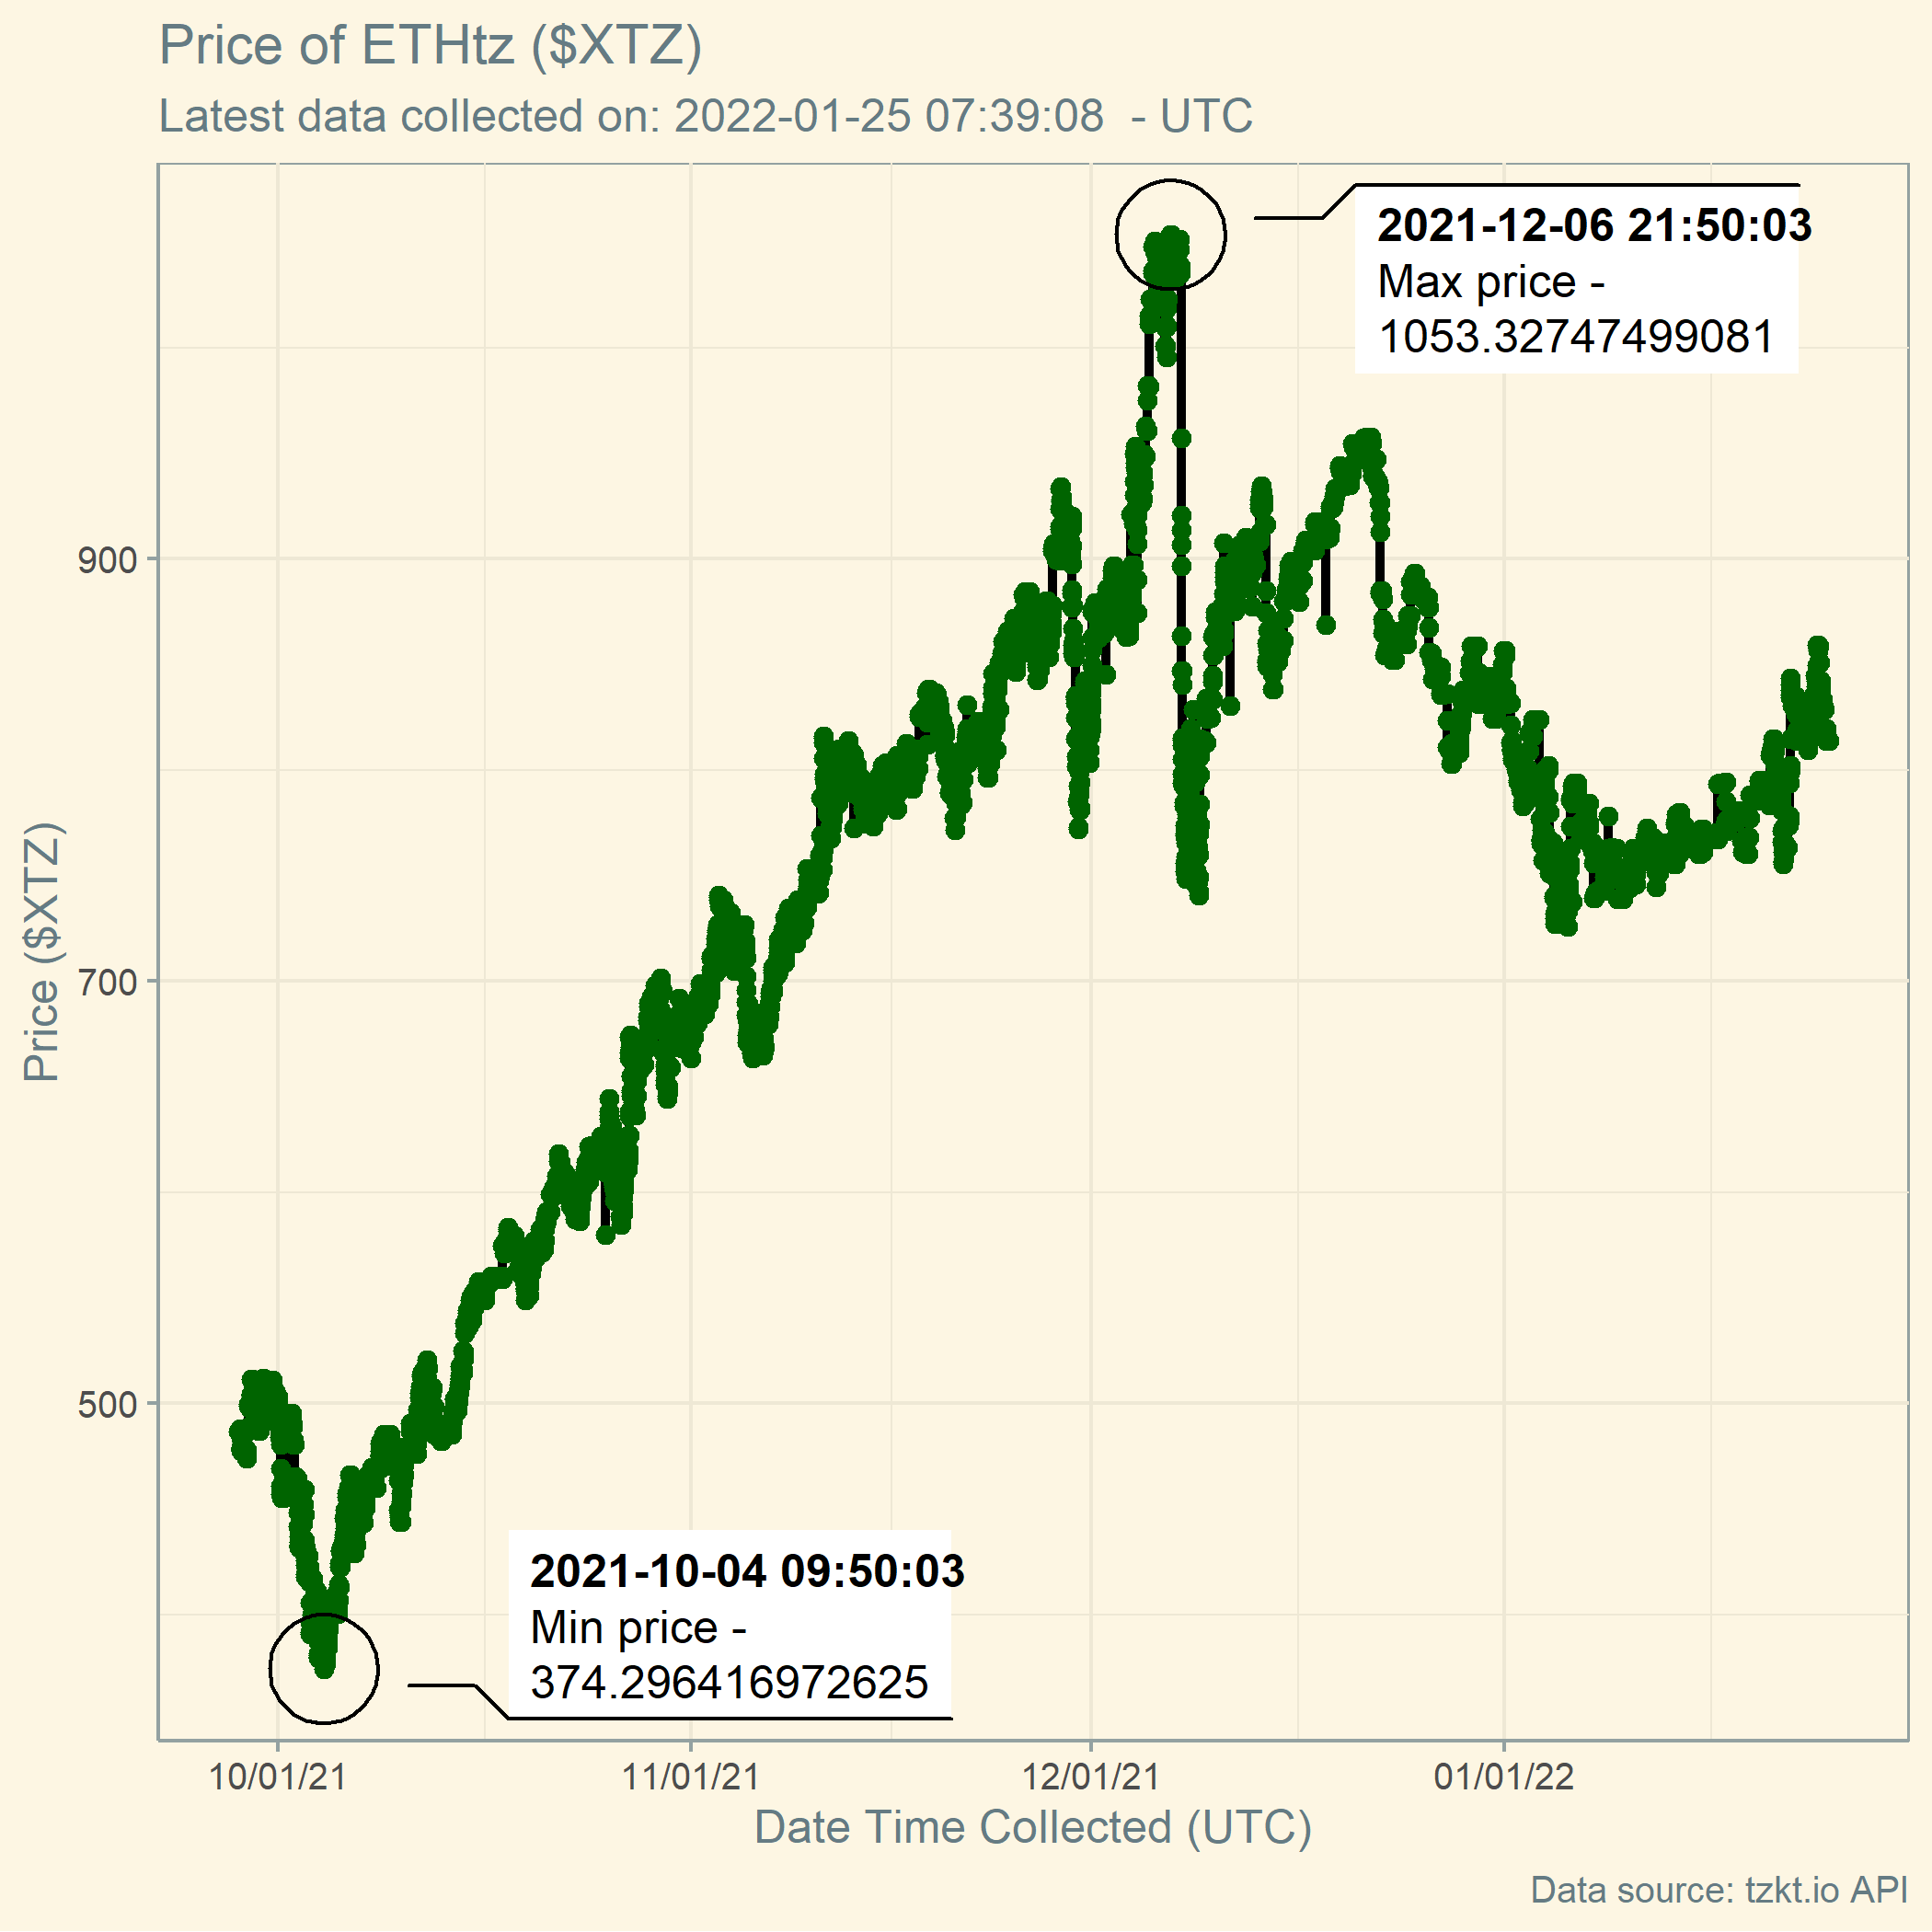 Price of ETHtz ($XTZ)
Latest data collected on: 2022-01-25 07:39:08  - UTC
2021-12-06 21:50:03
Max price -
1053.32747499081
900
700
500
Price ($XTZ)
2021-10-04 09:50:03
Min price -
374.296416972625
10/01/21
11/01/21
12/01/21
01/01/22
Date Time Collected (UTC)
Data source: tzkt.io API